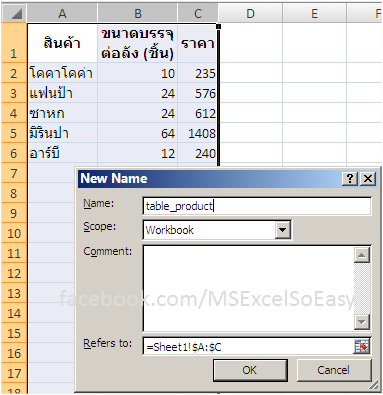 A B C D E F
1 สินค้า ขนาดบรรจุ ราคา
ต่อลัง (ชิ้น)
2 โคคาโคค่า 10 235
3 แฟนป้า 24 576
4 ซาหก 24 612
5 มิรินปา 64 1408
6 อาร์บี 12 240
7
8
9
10
11
12
13
14
15
16
17
18
New Name
Name: table_product
Scope: Workbook
Comment:
facebook.com/MSExcelSoEasy
Refers to: =Sheet1!$A:$C
OK Cancel